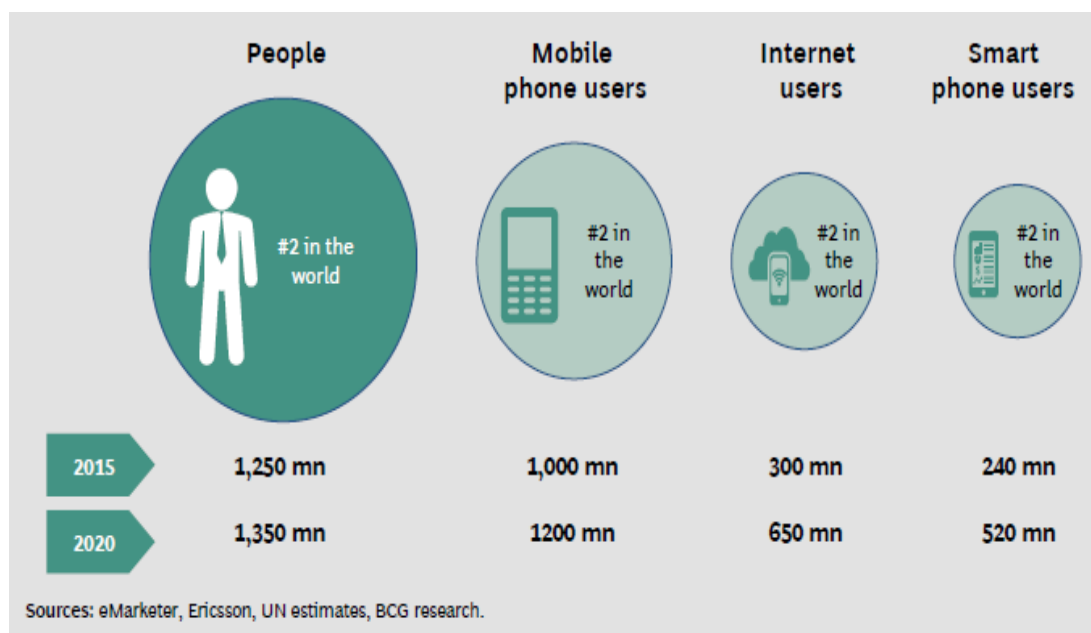 People
Mobile
phone users
Internet
users
Smart
phone users
#2 in the
world
#2 in
the
world
#2 in
the
world
#2 in
the
world
2015
1,250 mn
1,000 mn
300 mn
240 mn
2020
1,350 mn
1200 mn
650 mn
520 mn
Sources: eMarketer, Ericsson, UN estimates, BCG research.